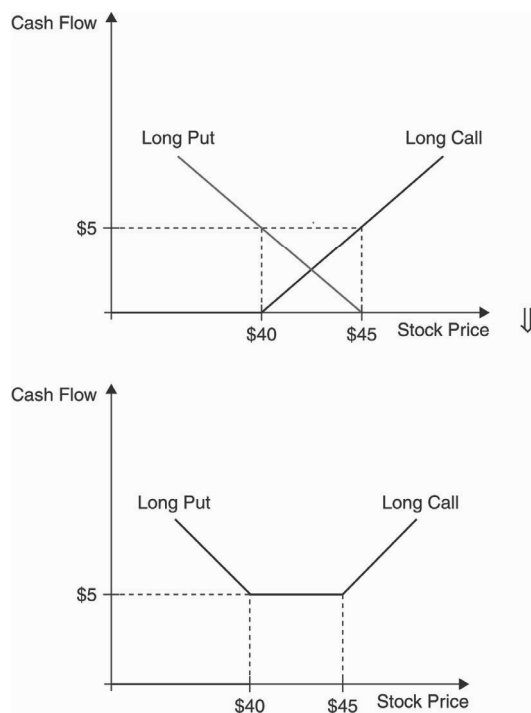 Cash Flow
Long Put
Long Call
$5
$40
$45
Stock Price
⇓
Cash Flow
Long Put
Long Call
$5
$40
$45
Stock Price